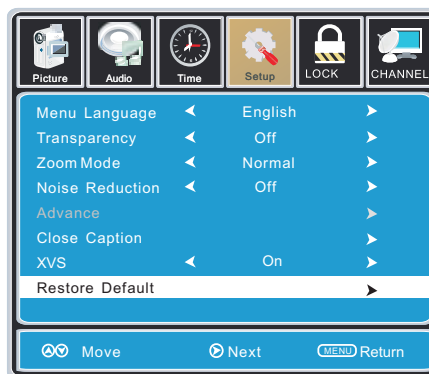 Picture Audio Time Setup LOCK CHANNEL
Menu Language English
Transparency Off
Zoom Mode Normal
Noise Reduction Off
Advance
Close Caption
XVS On
Restore Default
Move Next MENU Return